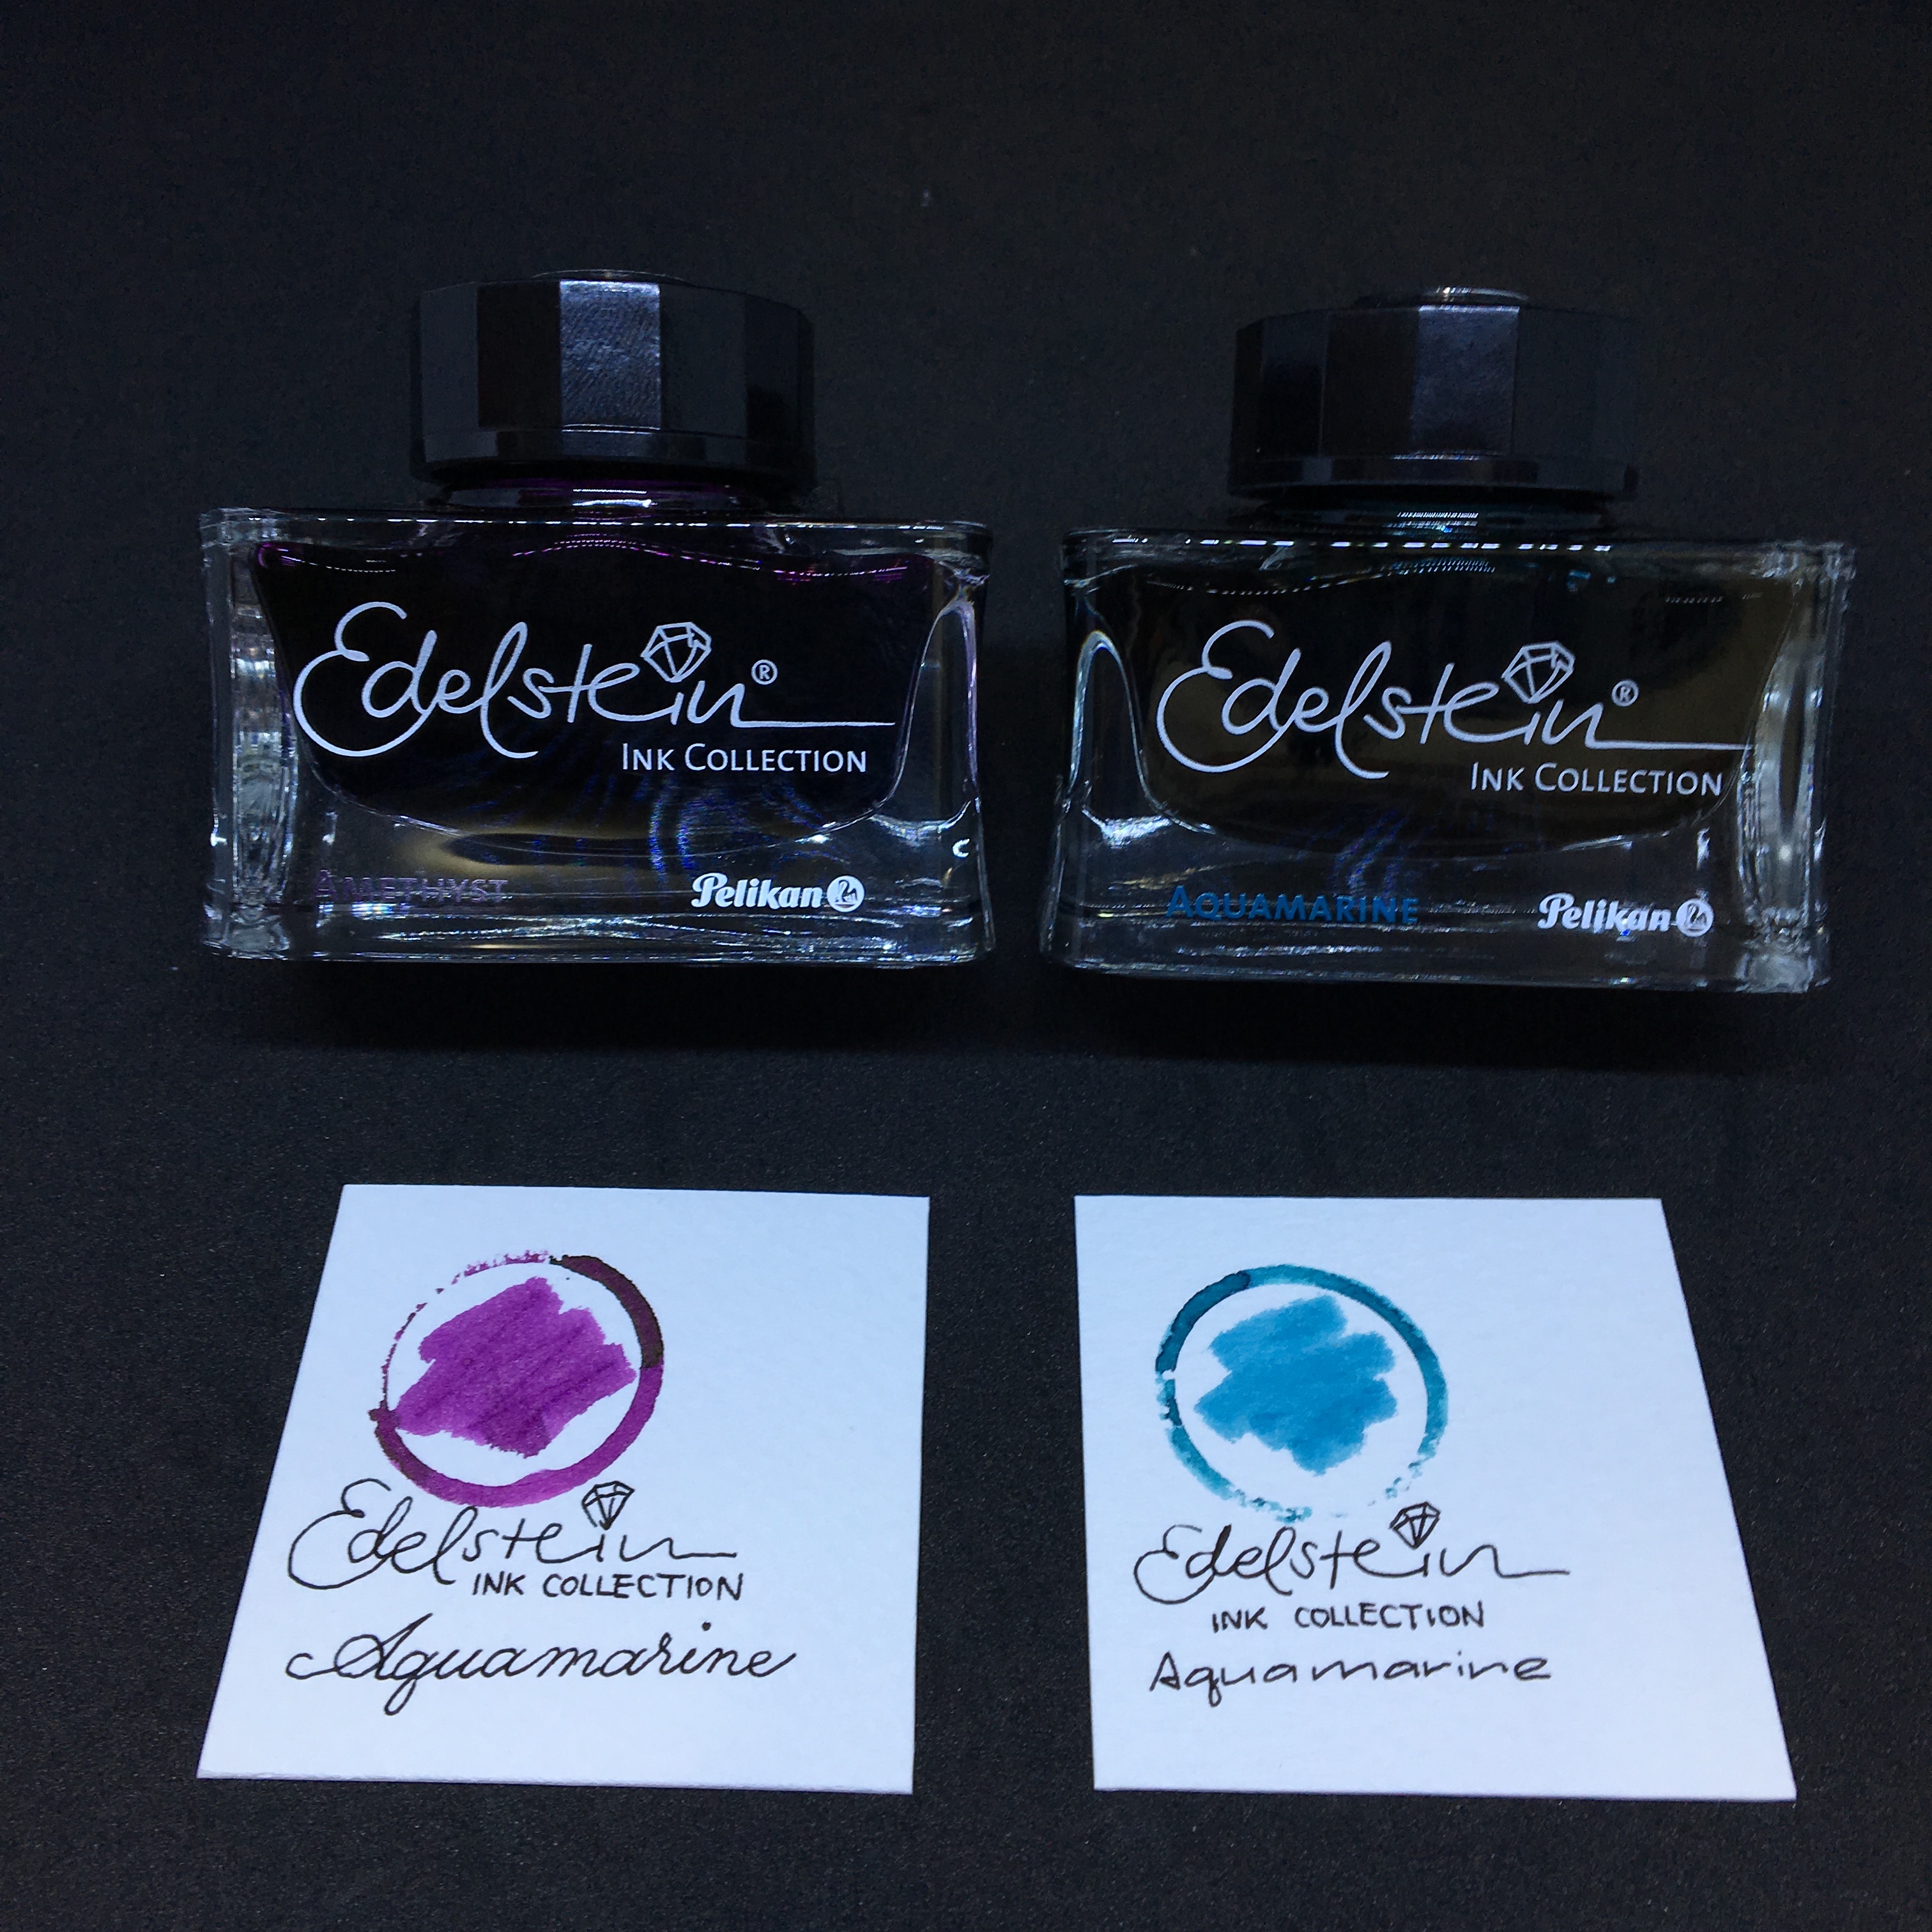 Edelstein®
INK COLLECTION
AMETHYST
Pelikan
Edelstein®
INK COLLECTION
AQUAMARINE
Pelikan
Edelstein
INK COLLECTION
Aquamarine
Edelstein
INK COLLECTION
Aquamarine